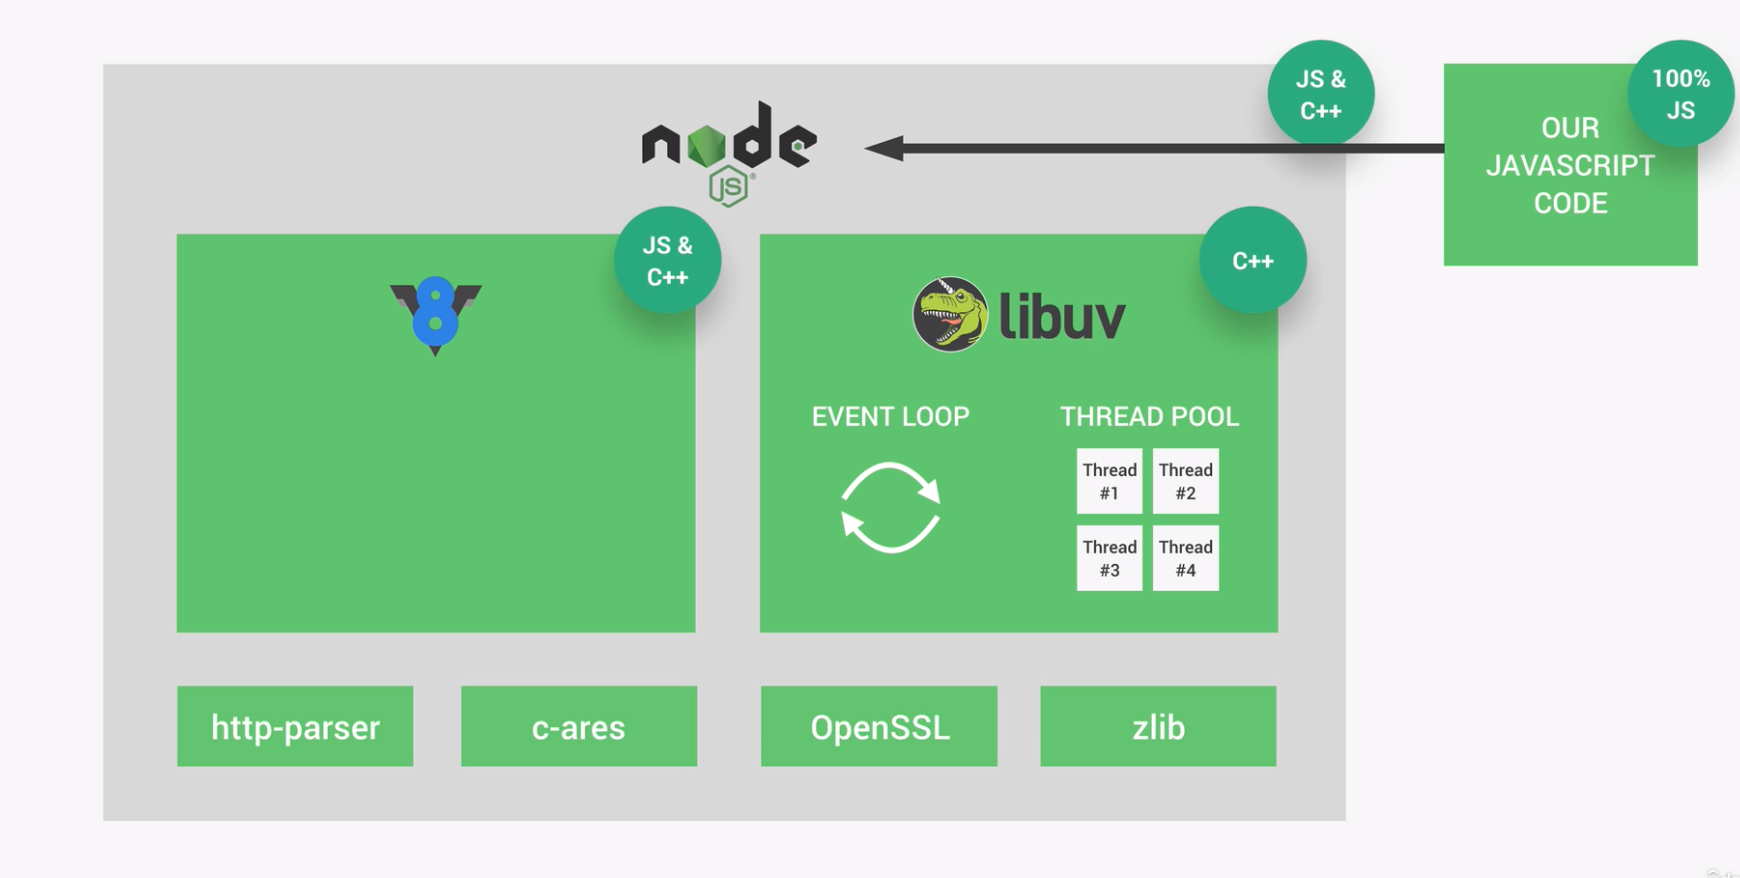 JS &
C++
100%
JS
OUR
JAVASCRIPT
CODE
node
JS
®
JS &
C++
C++
8
libuv
EVENT LOOP
THREAD POOL
Thread
#1
Thread
#2
Thread
#3
Thread
#4
http-parser
c-ares
OpenSSL
zlib